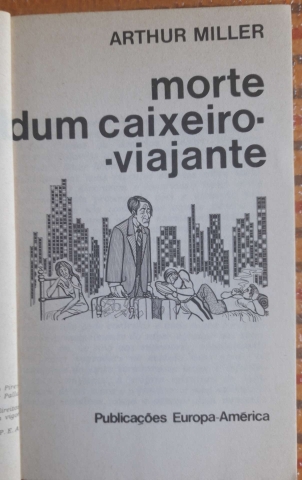 ARTHUR MILLER
morte
dum caixeiro-
-viajante
Publicações Europa-América